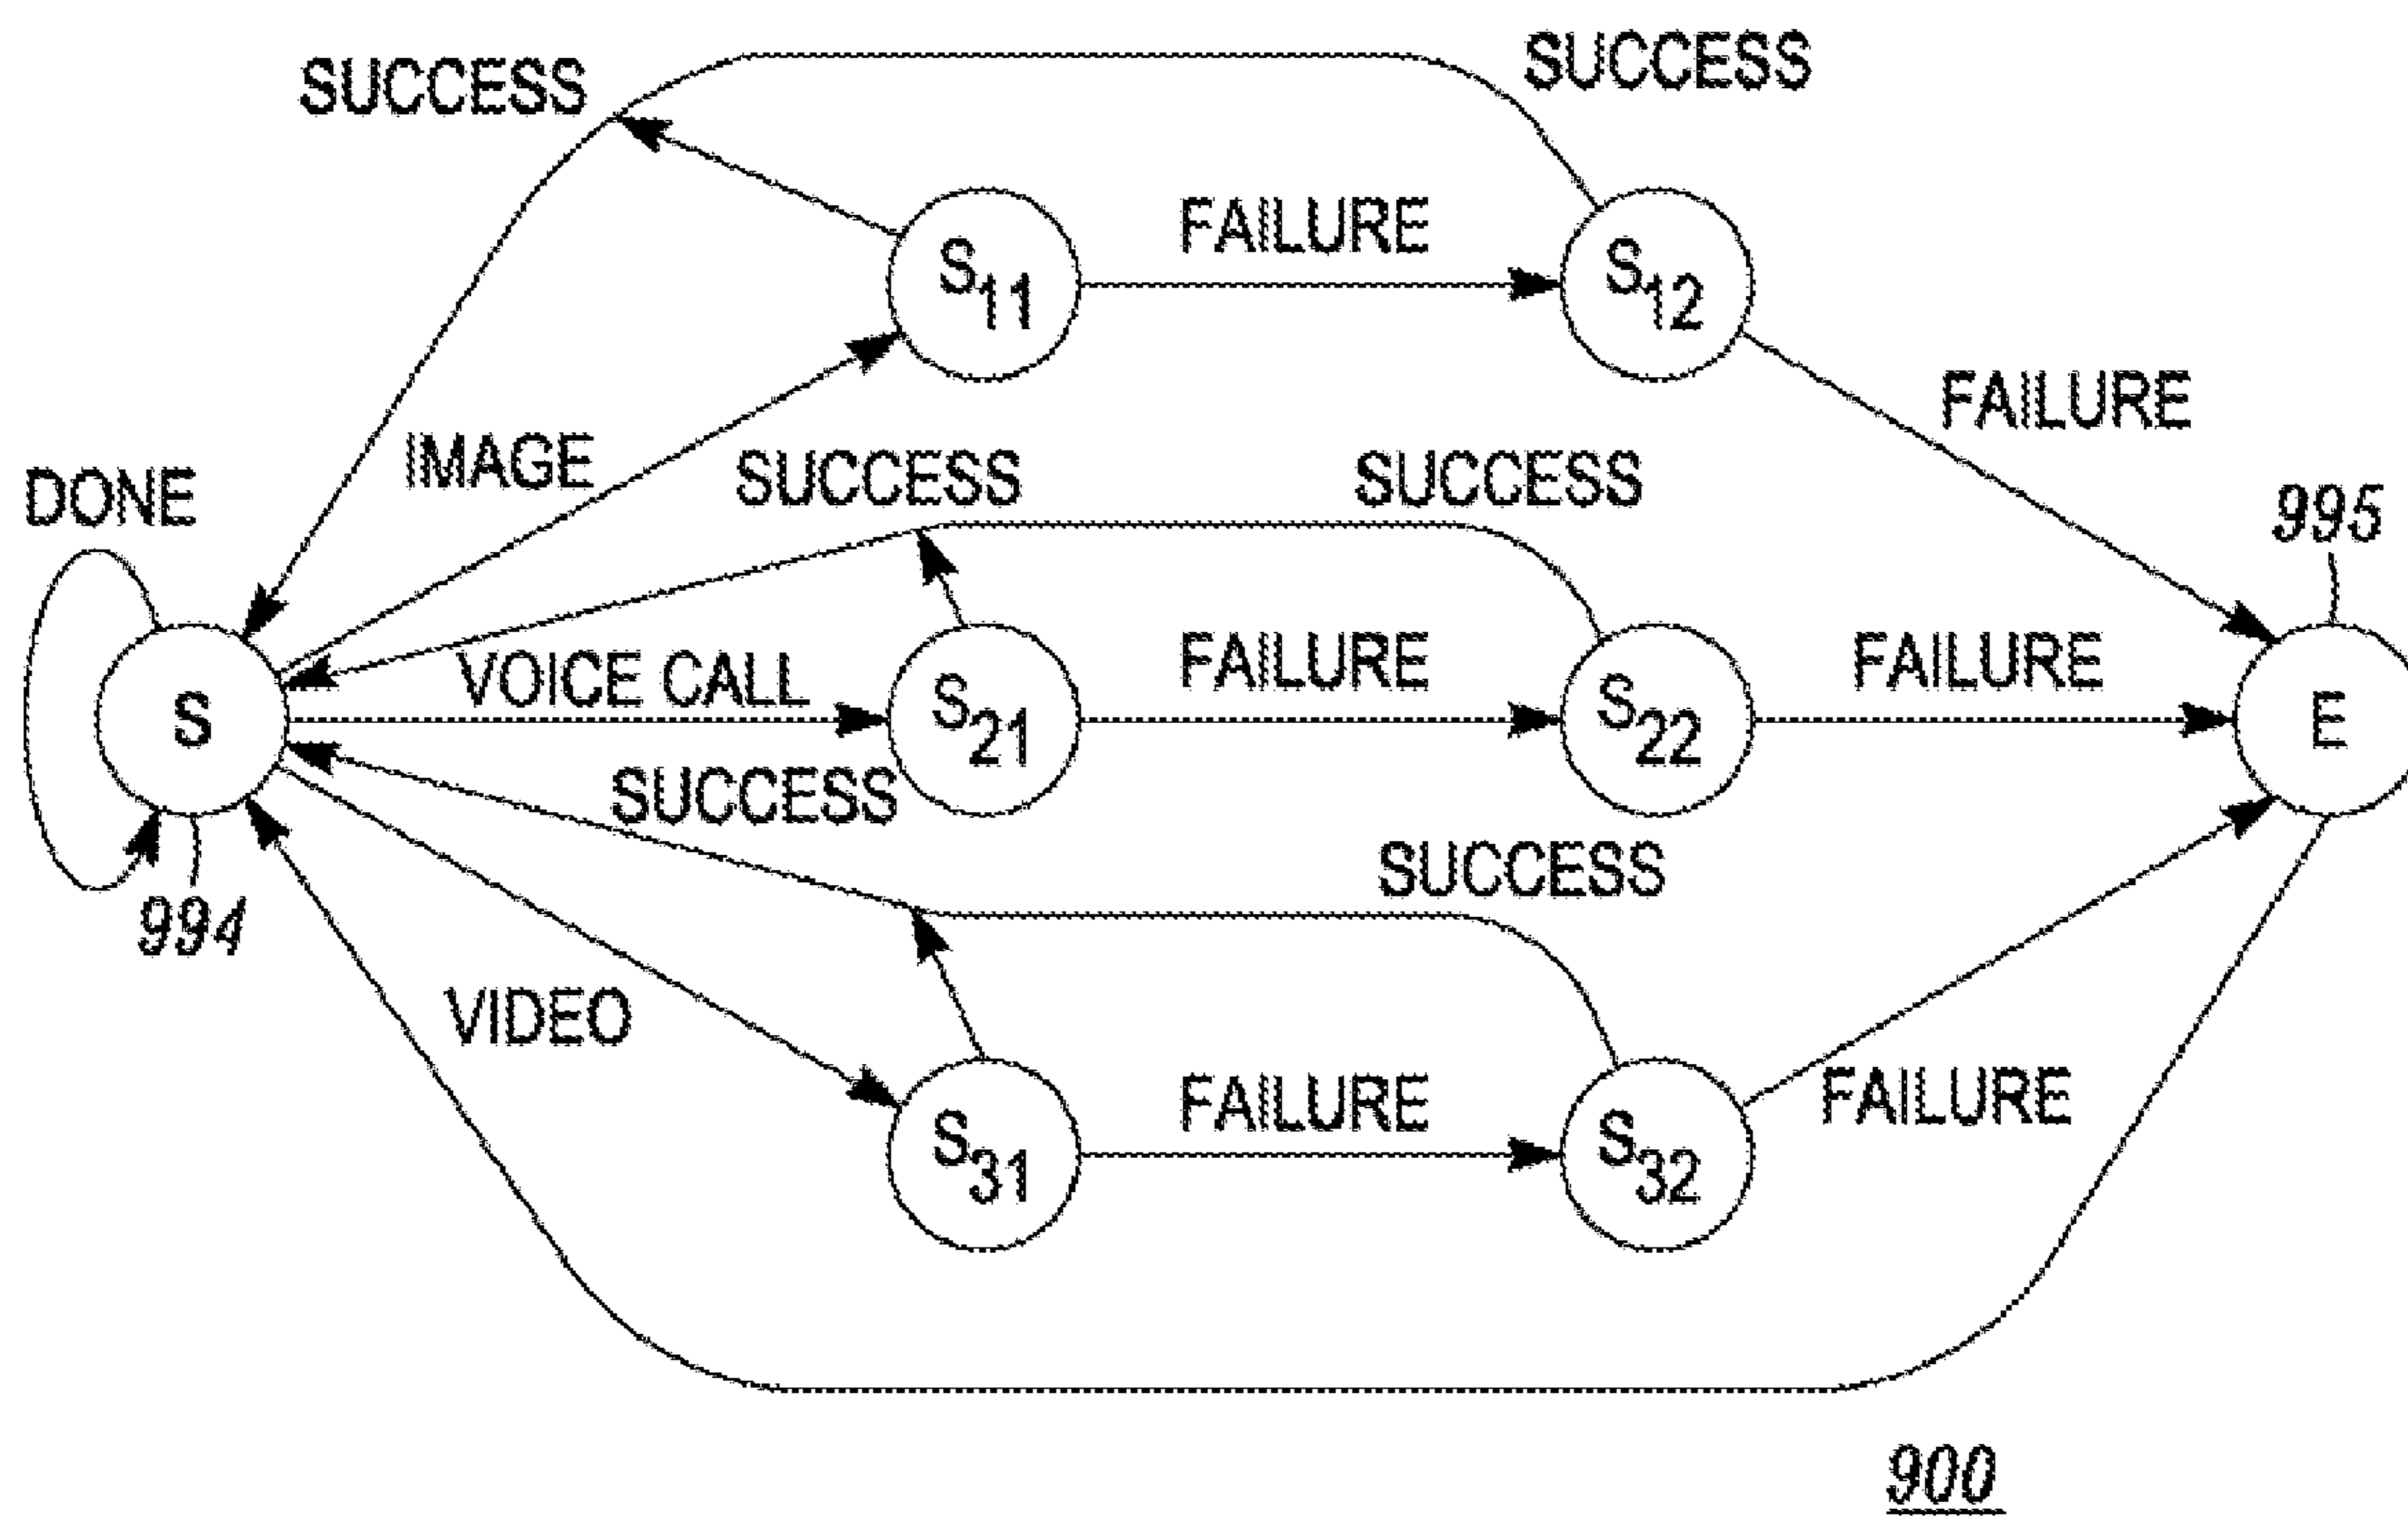 SUCCESS
SUCCESS
S11
FAILURE
S12
FAILURE
IMAGE
SUCCESS
SUCCESS
DONE
995
VOICE CALL
FAILURE
FAILURE
S
S21
S22
E
SUCCESS
SUCCESS
994
VIDEO
FAILURE
FAILURE
S31
S32
900